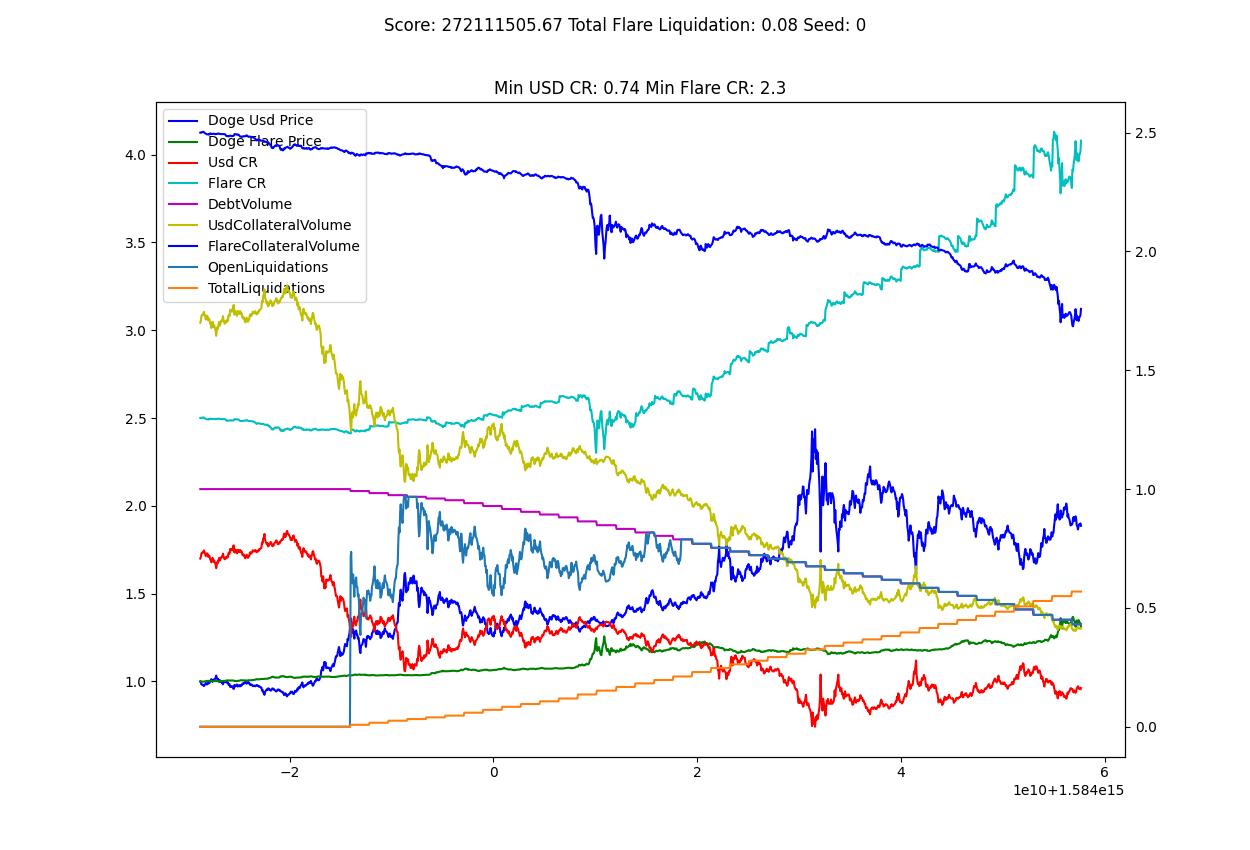 Score: 272111505.67 Total Flare Liquidation: 0.08 Seed: 0
Min USD CR: 0.74 Min Flare CR: 2.3
Doge Usd Price
Doge Flare Price
Usd CR
Flare CR
DebtVolume
UsdCollateralVolume
FlareCollateralVolume
OpenLiquidations
TotalLiquidations
4.0
3.5
3.0
2.5
2.0
1.5
1.0
2.5
2.0
1.5
1.0
0.5
0.0
−2
0
2
4
6
1e10+1.584e15